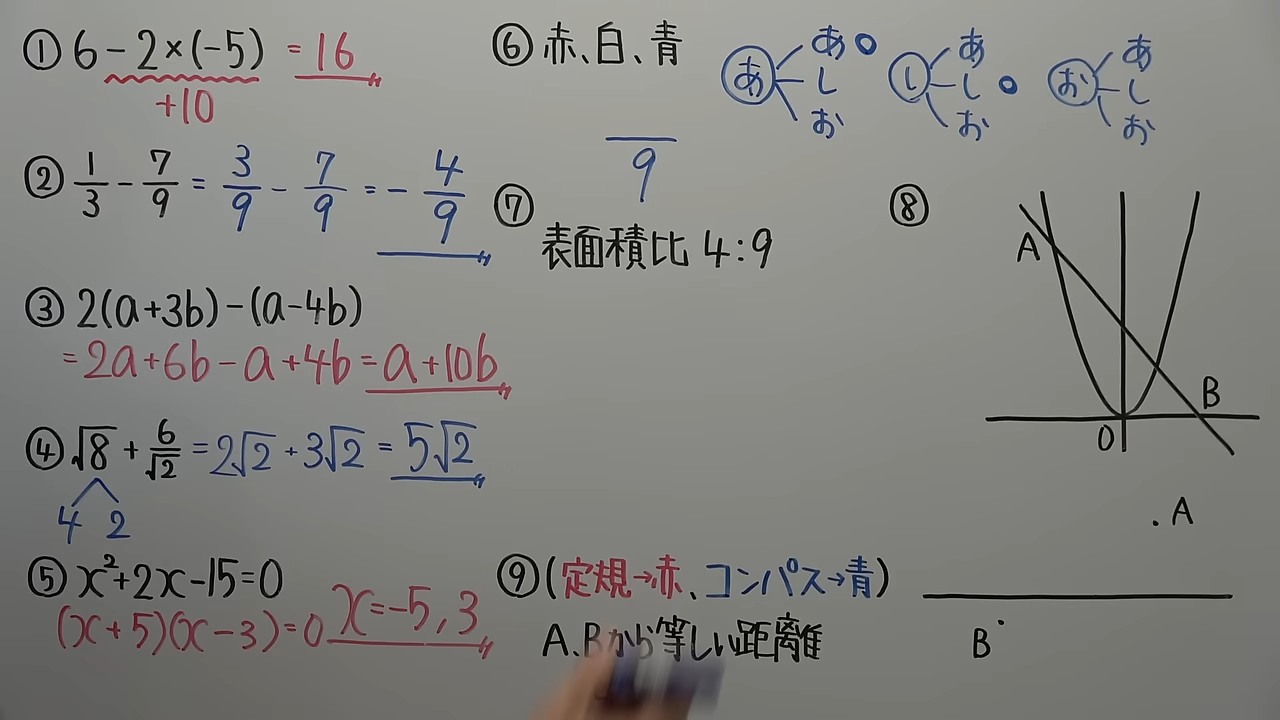 ① 6-2×(-5) =16
+10
② 1/3 - 7/9 = 3/9 - 7/9 = - 4/9
③ 2(a+3b)-(a-4b)
=2a+6b-a+4b=a+10b
④ √8 + 6/√2 = 2√2 + 3√2 = 5√2
4 2
⑤ x²+2x-15=0
(x+5)(x-3)=0 x=-5,3
⑥ 赤、白、青
あ あ し お
し あ し お
お あ し お
9
⑦
表面積比 4:9
⑧
A
B
O
⑨(定規→赤、コンパス→青)
A、Bから等しい距離
A
B